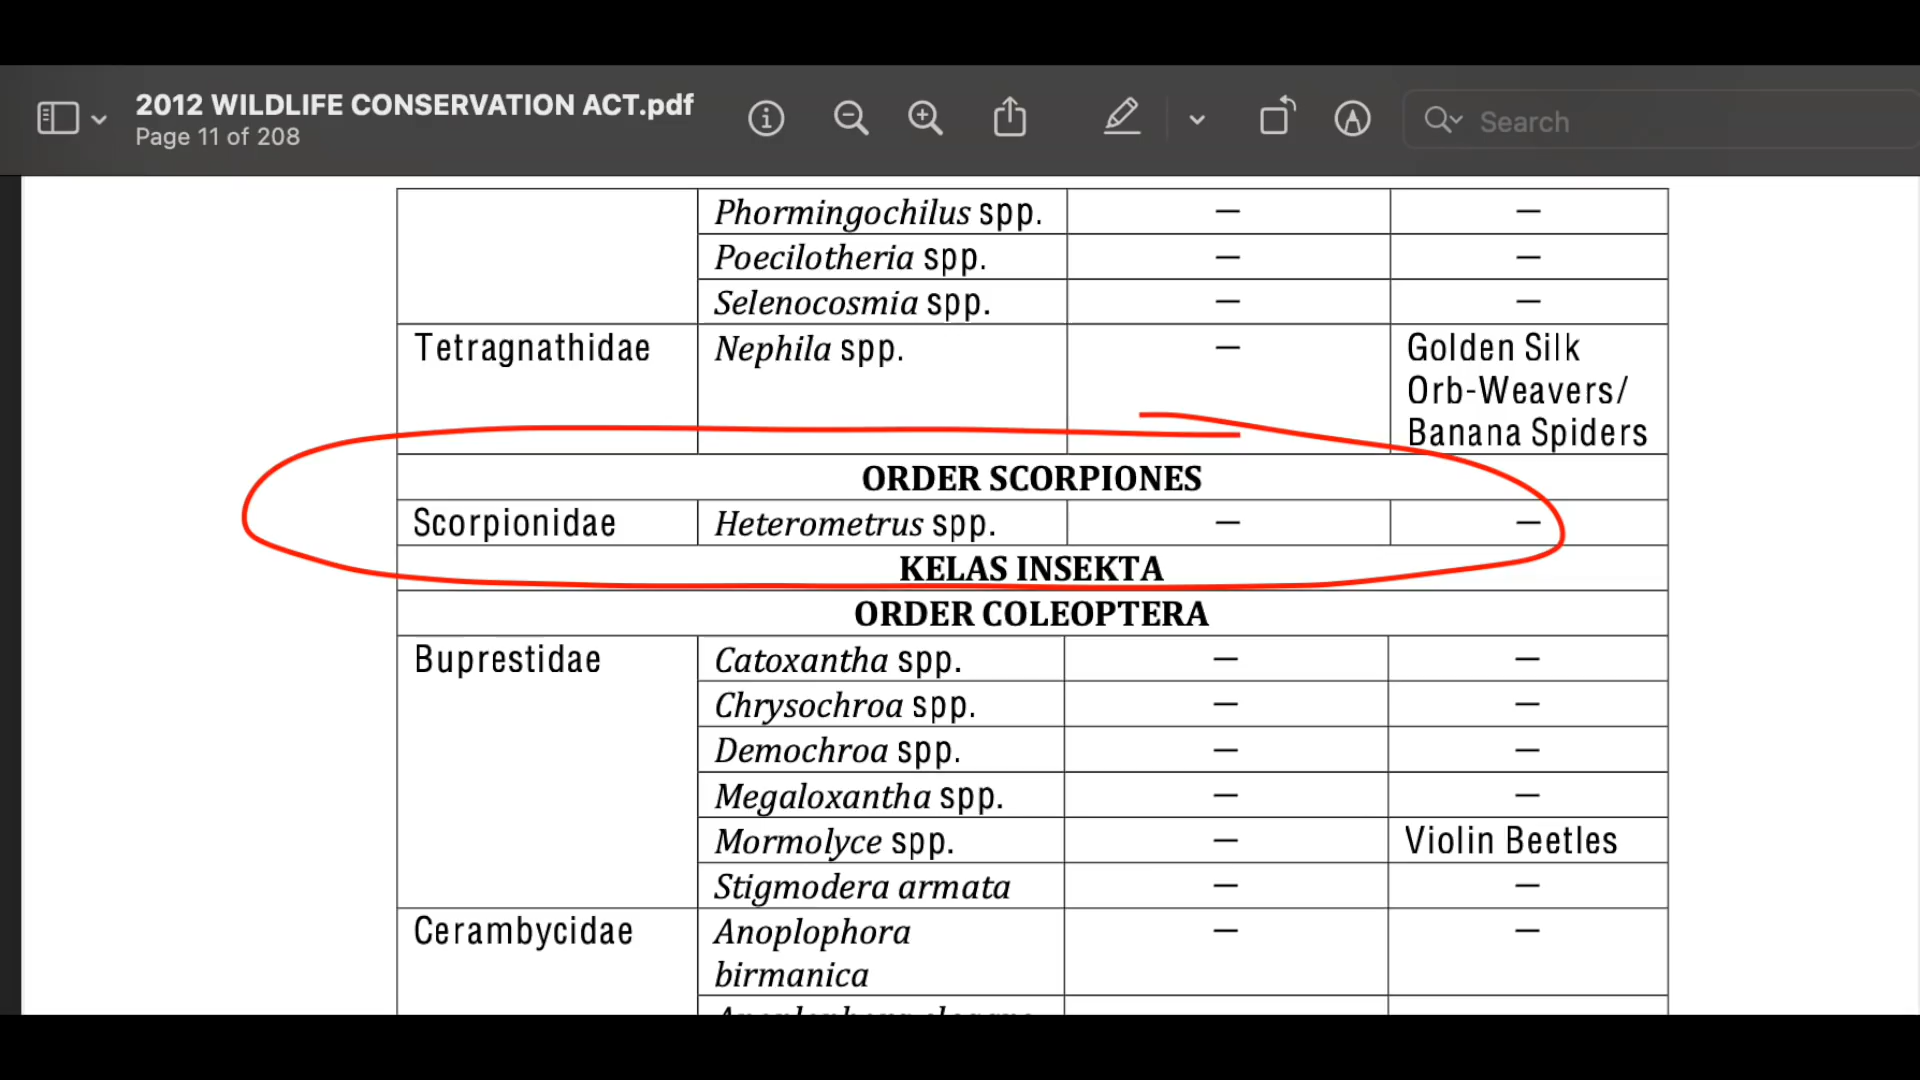 2012 WILDLIFE CONSERVATION ACT.pdf
Page 11 of 208
Search
Phormingochilus spp. — —
Poecilotheria spp. — —
Selenocosmia spp. — —
Tetragnathidae Nephila spp. — Golden Silk
Orb-Weavers/
Banana Spiders
ORDER SCORPIONES
Scorpionidae Heterometrus spp. — —
KELAS INSEKTA
ORDER COLEOPTERA
Buprestidae Catoxantha spp. — —
Chrysochroa spp. — —
Demochroa spp. — —
Megaloxantha spp. — —
Mormolyce spp. — Violin Beetles
Stigmodera armata — —
Cerambycidae Anoplophora — —
birmanica